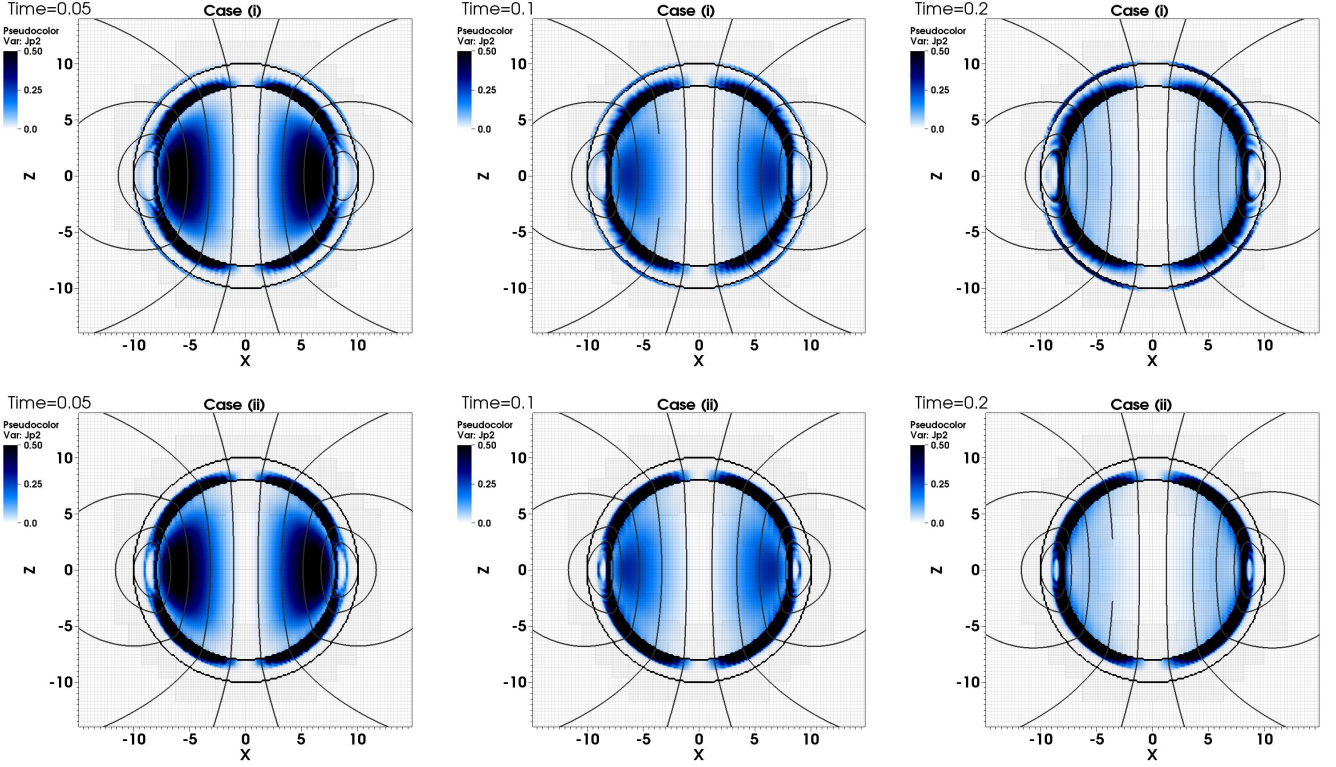 Time=0.05
Case (i)
Pseudocolor
Var: Jp2
0.50
0.25
0.0
10
5
0
-5
-10
Z
-10 -5 0 5 10
X
Time=0.1
Case (i)
Pseudocolor
Var: Jp2
0.50
0.25
0.0
10
5
0
-5
-10
Z
-10 -5 0 5 10
X
Time=0.2
Case (i)
Pseudocolor
Var: Jp2
0.50
0.25
0.0
10
5
0
-5
-10
Z
-10 -5 0 5 10
X
Time=0.05
Case (ii)
Pseudocolor
Var: Jp2
0.50
0.25
0.0
10
5
0
-5
-10
Z
-10 -5 0 5 10
X
Time=0.1
Case (ii)
Pseudocolor
Var: Jp2
0.50
0.25
0.0
10
5
0
-5
-10
Z
-10 -5 0 5 10
X
Time=0.2
Case (ii)
Pseudocolor
Var: Jp2
0.50
0.25
0.0
10
5
0
-5
-10
Z
-10 -5 0 5 10
X